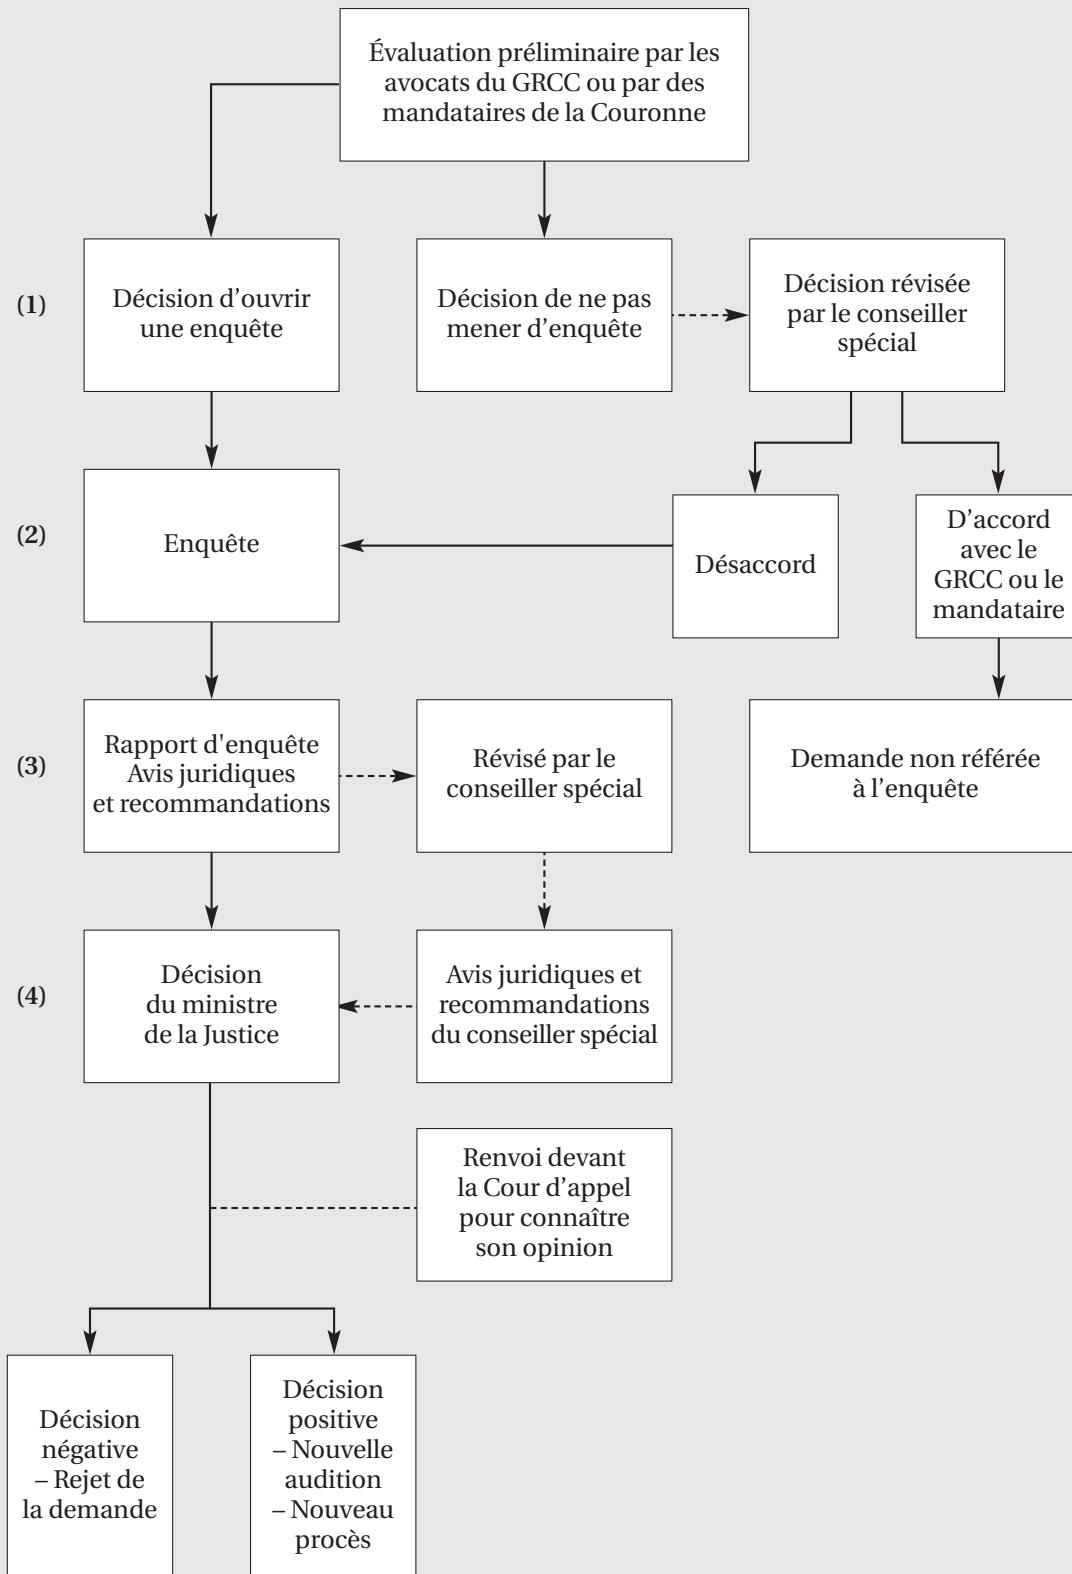 Évaluation préliminaire par les
avocats du GRCC ou par des
mandataires de la Couronne
(1)
Décision d’ouvrir
une enquête
Décision de ne pas
mener d’enquête
Décision révisée
par le conseiller
spécial
(2)
Enquête
Désaccord
D’accord
avec le
GRCC ou le
mandataire
(3)
Rapport d'enquête
Avis juridiques
et recommandations
Révisé par le
conseiller spécial
Demande non référée
à l’enquête
(4)
Décision
du ministre
de la Justice
Avis juridiques et
recommandations
du conseiller spécial
Renvoi devant
la Cour d’appel
pour connaître
son opinion
Décision
négative
– Rejet de
la demande
Décision
positive
– Nouvelle
audition
– Nouveau
procès